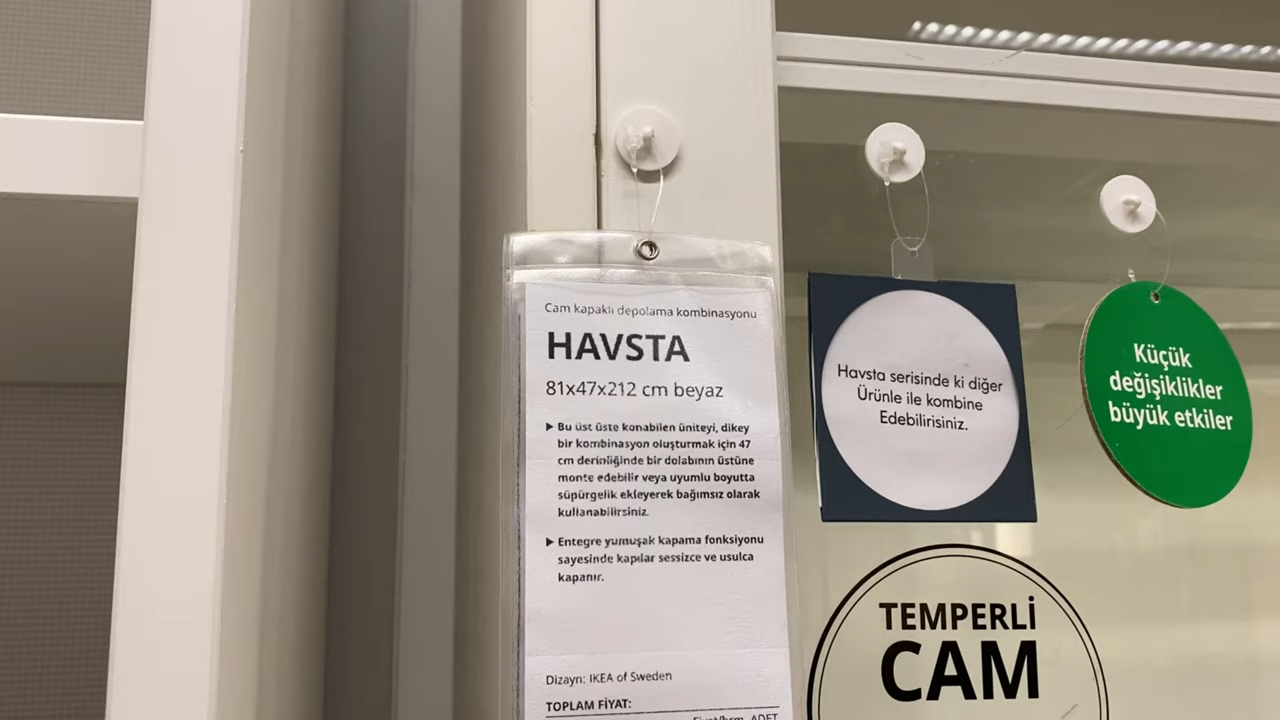 Cam kapaklı depolama kombinasyonu
HAVSTA
81x47x212 cm beyaz
▶ Bu üst üste konabilen üniteyi, dikey
bir kombinasyon oluşturmak için 47
cm derinliğinde bir dolabının üstüne
monte edebilir veya uyumlu boyutta
süpürgelik ekleyerek bağımsız olarak
kullanabilirsiniz.
▶ Entegre yumuşak kapama fonksiyonu
sayesinde kapılar sessizce ve usulca
kapanır.
Dizayn: IKEA of Sweden
TOPLAM FİYAT:
ADET
Havsta serisinde ki diğer
Ürünle ile kombine
Edebilirisiniz.
Küçük
değişiklikler
büyük etkiler
TEMPERLİ
CAM